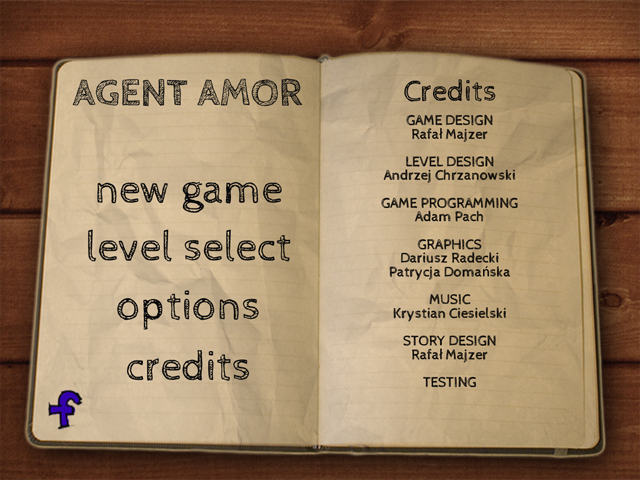 AGENT AMOR
new game
level select
options
credits
f
Credits
GAME DESIGN
Rafał Majzer
LEVEL DESIGN
Andrzej Chrzanowski
GAME PROGRAMMING
Adam Pach
GRAPHICS
Dariusz Radecki
Patrycja Domańska
MUSIC
Krystian Ciesielski
STORY DESIGN
Rafał Majzer
TESTING